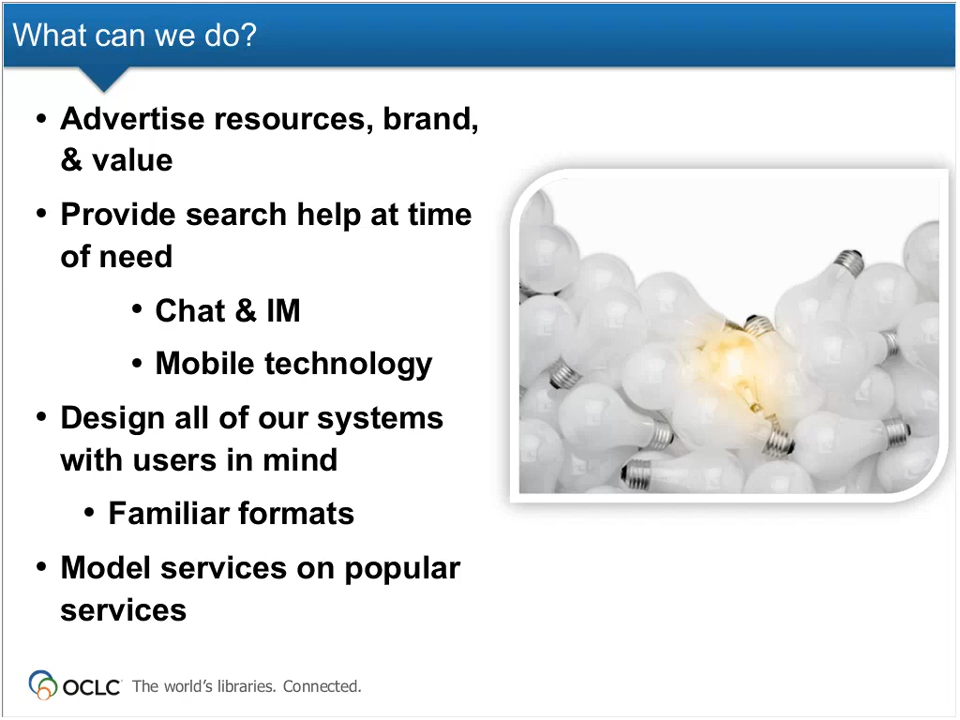 What can we do?
• Advertise resources, brand,
& value
• Provide search help at time
of need
• Chat & IM
• Mobile technology
• Design all of our systems
with users in mind
• Familiar formats
• Model services on popular
services
OCLC The world's libraries. Connected.